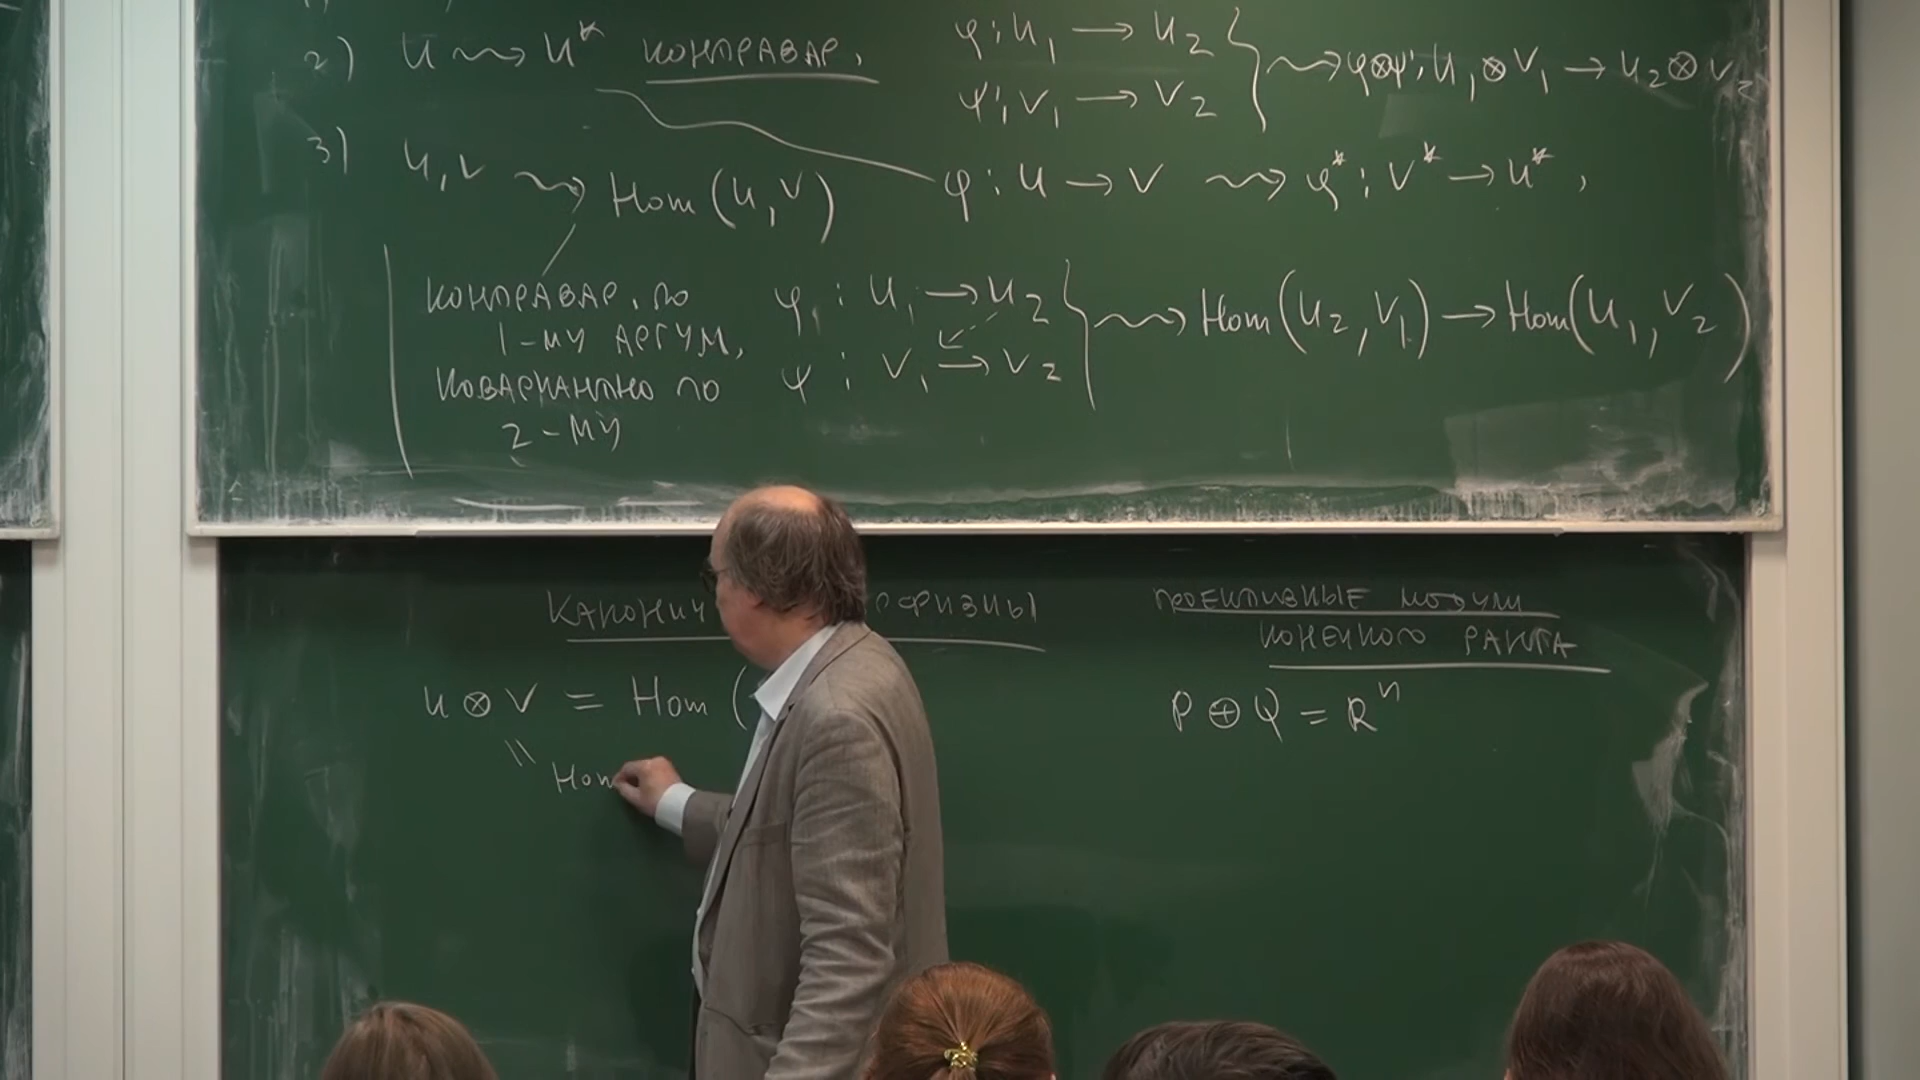 2) U ⇝ U* контравар.
φ : U₁ → U₂
ψ : V₁ → V₂ } ⇝ φ⊗ψ : U₁ ⊗ V₁ → U₂ ⊗ V₂
3) U, V ⇝ Hom (U, V)
φ : U → V ⇝ φ* : V* → U* ,
контравар. по
1-му аргум,
ковариантно по
2-му
φ : U₁ → U₂
ψ : V₁ → V₂ } ⇝ Hom(U₂, V₁) → Hom(U₁, V₂)
Канонич
офизмы
U ⊗ V = Hom (
" Hom
Проективные модули
конечного ранга
P ⊕ Q = Rⁿ